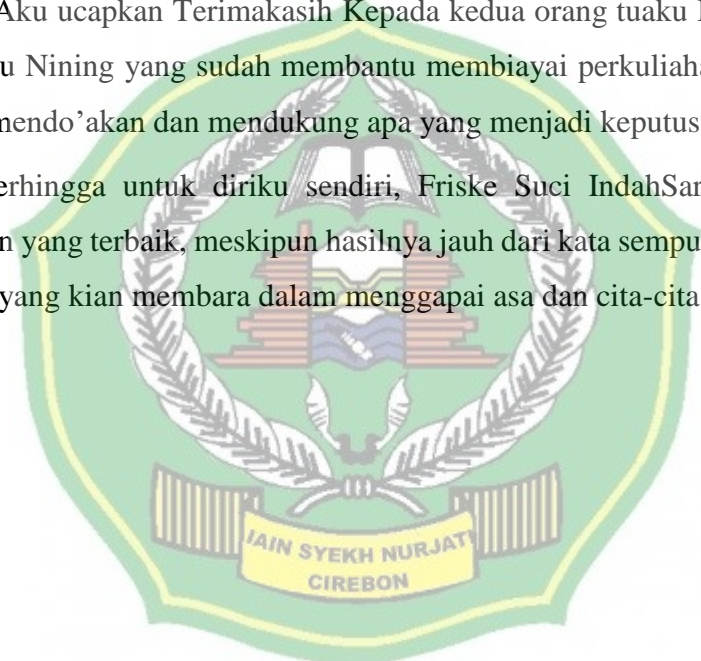 Aku ucapkan Terimakasih Kepada kedua orang tuaku
u Nining yang sudah membantu membiayai perkuliaha
mendo’akan dan mendukung apa yang menjadi keputus
erhingga untuk diriku sendiri, Friske Suci IndahSar
n yang terbaik, meskipun hasilnya jauh dari kata sempu
yang kian membara dalam menggapai asa dan cita-cita
IAIN SYEKH NURJATI
CIREBON